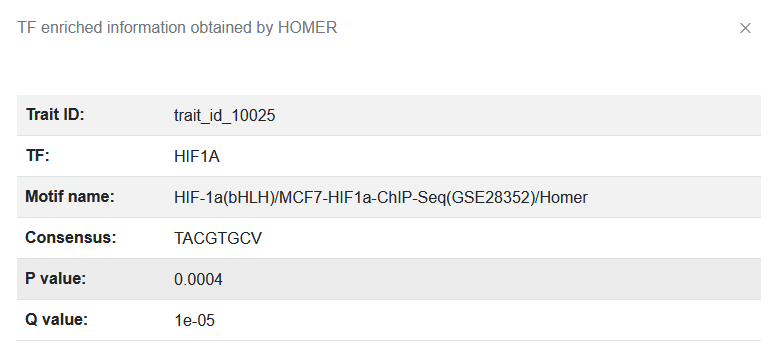 TF enriched information obtained by HOMER
Trait ID: trait_id_10025
TF: HIF1A
Motif name: HIF-1a(bHLH)/MCF7-HIF1a-ChIP-Seq(GSE28352)/Homer
Consensus: TACGTGCV
P value: 0.0004
Q value: 1e-05